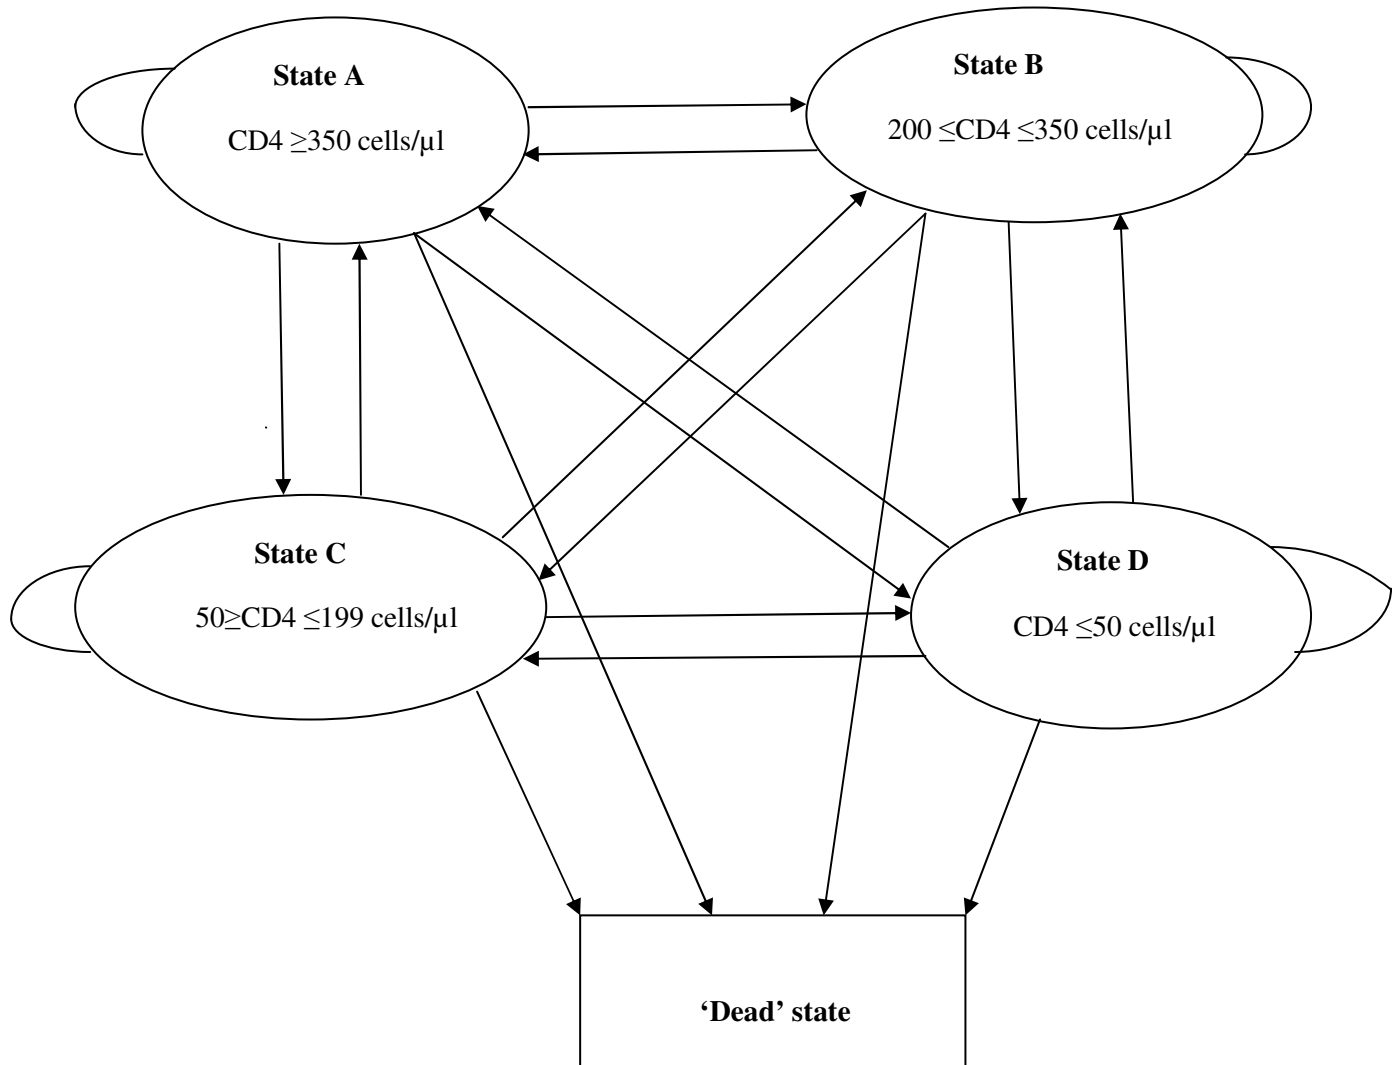 State A
CD4 ≥350 cells/µl
State B
200 ≤CD4 ≤350 cells/µl
State C
50≥CD4 ≤199 cells/µl
State D
CD4 ≤50 cells/µl
‘Dead’ state